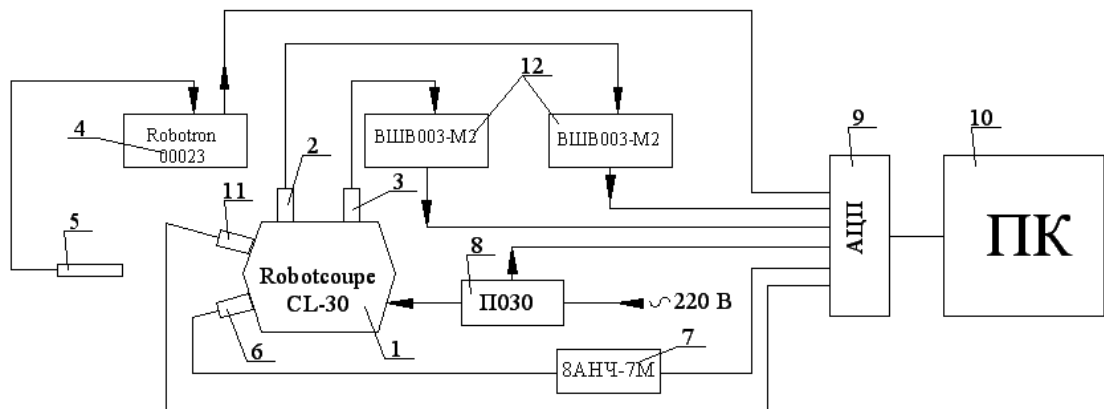 12
9
10
Robotron
00023
4
ВШВ003-М2
ВШВ003-М2
2
3
11
5
8
АЦП
ПК
Robotcoupe
CL-30
П030
220 В
6
1
7
8АНЧ-7М